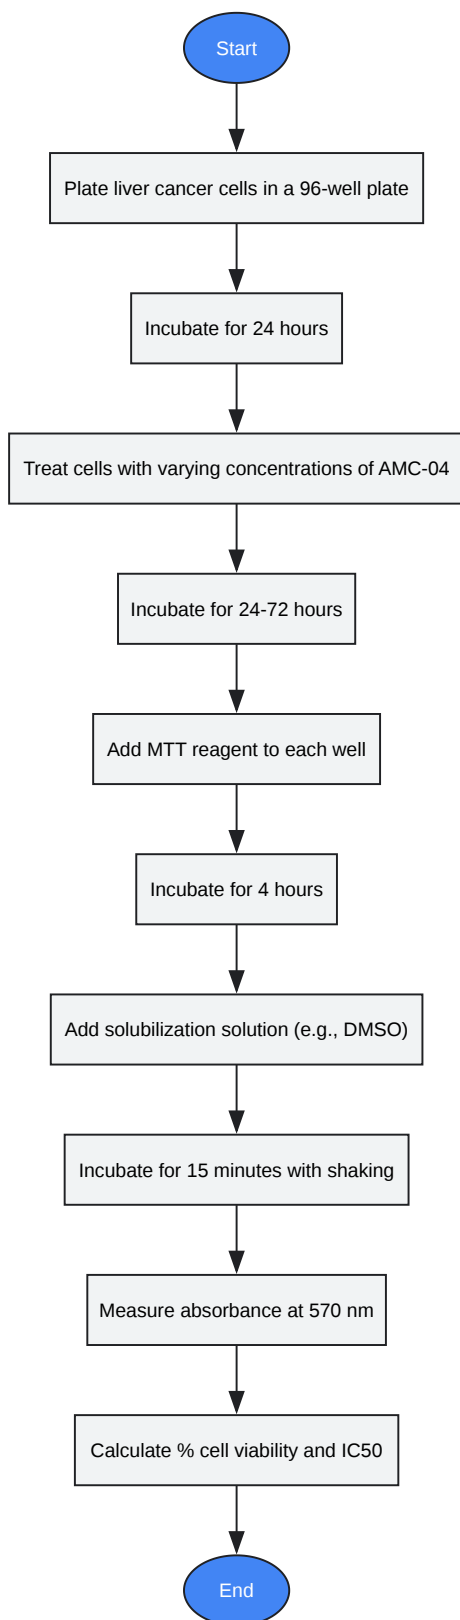 Start
Plate liver cancer cells in a 96-well plate
Incubate for 24 hours
Treat cells with varying concentrations of AMC-04
Incubate for 24-72 hours
Add MTT reagent to each well
Incubate for 4 hours
Add solubilization solution (e.g., DMSO)
Incubate for 15 minutes with shaking
Measure absorbance at 570 nm
Calculate % cell viability and IC50
End